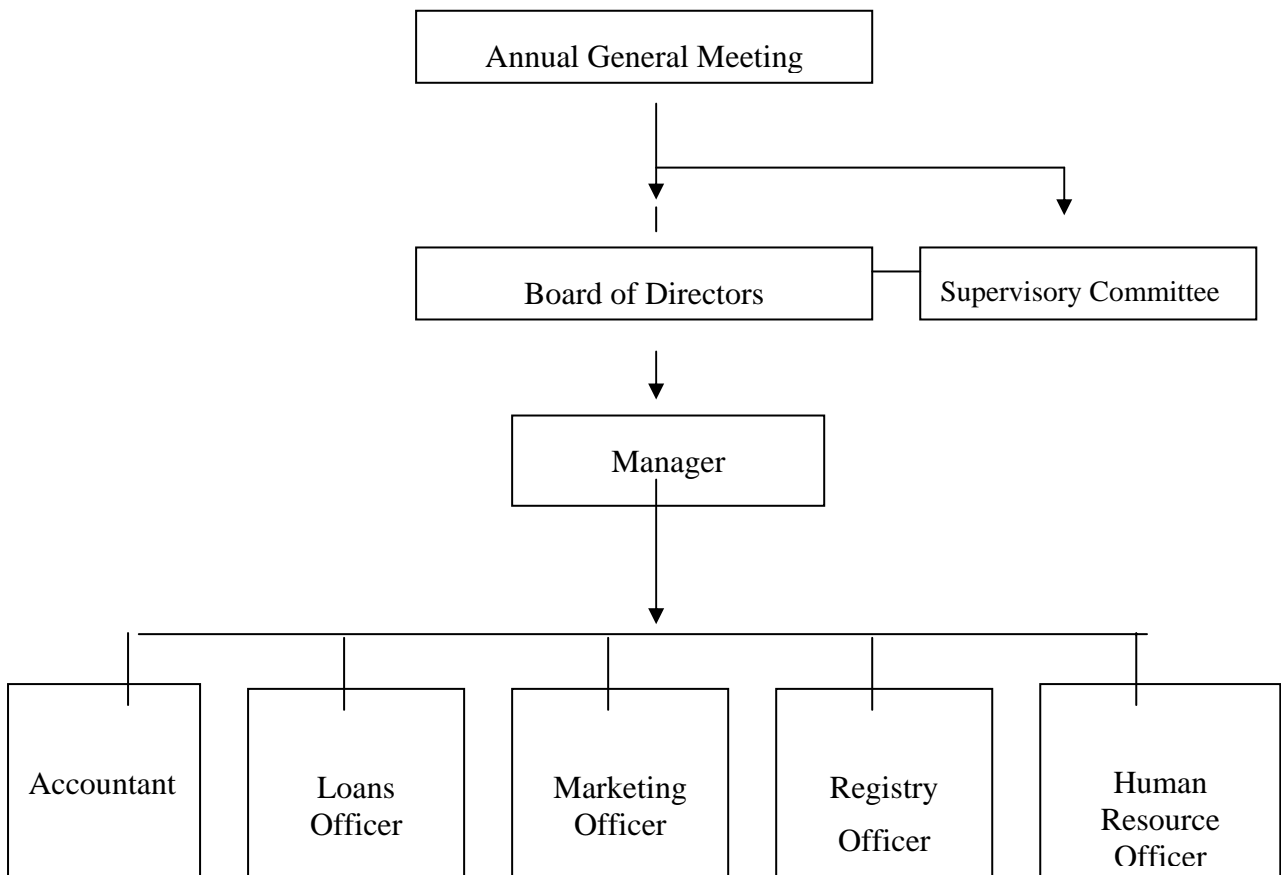 Annual General Meeting
Board of Directors
Supervisory Committee
Manager
Accountant
Loans
Officer
Marketing
Officer
Registry
Officer
Human
Resource
Officer